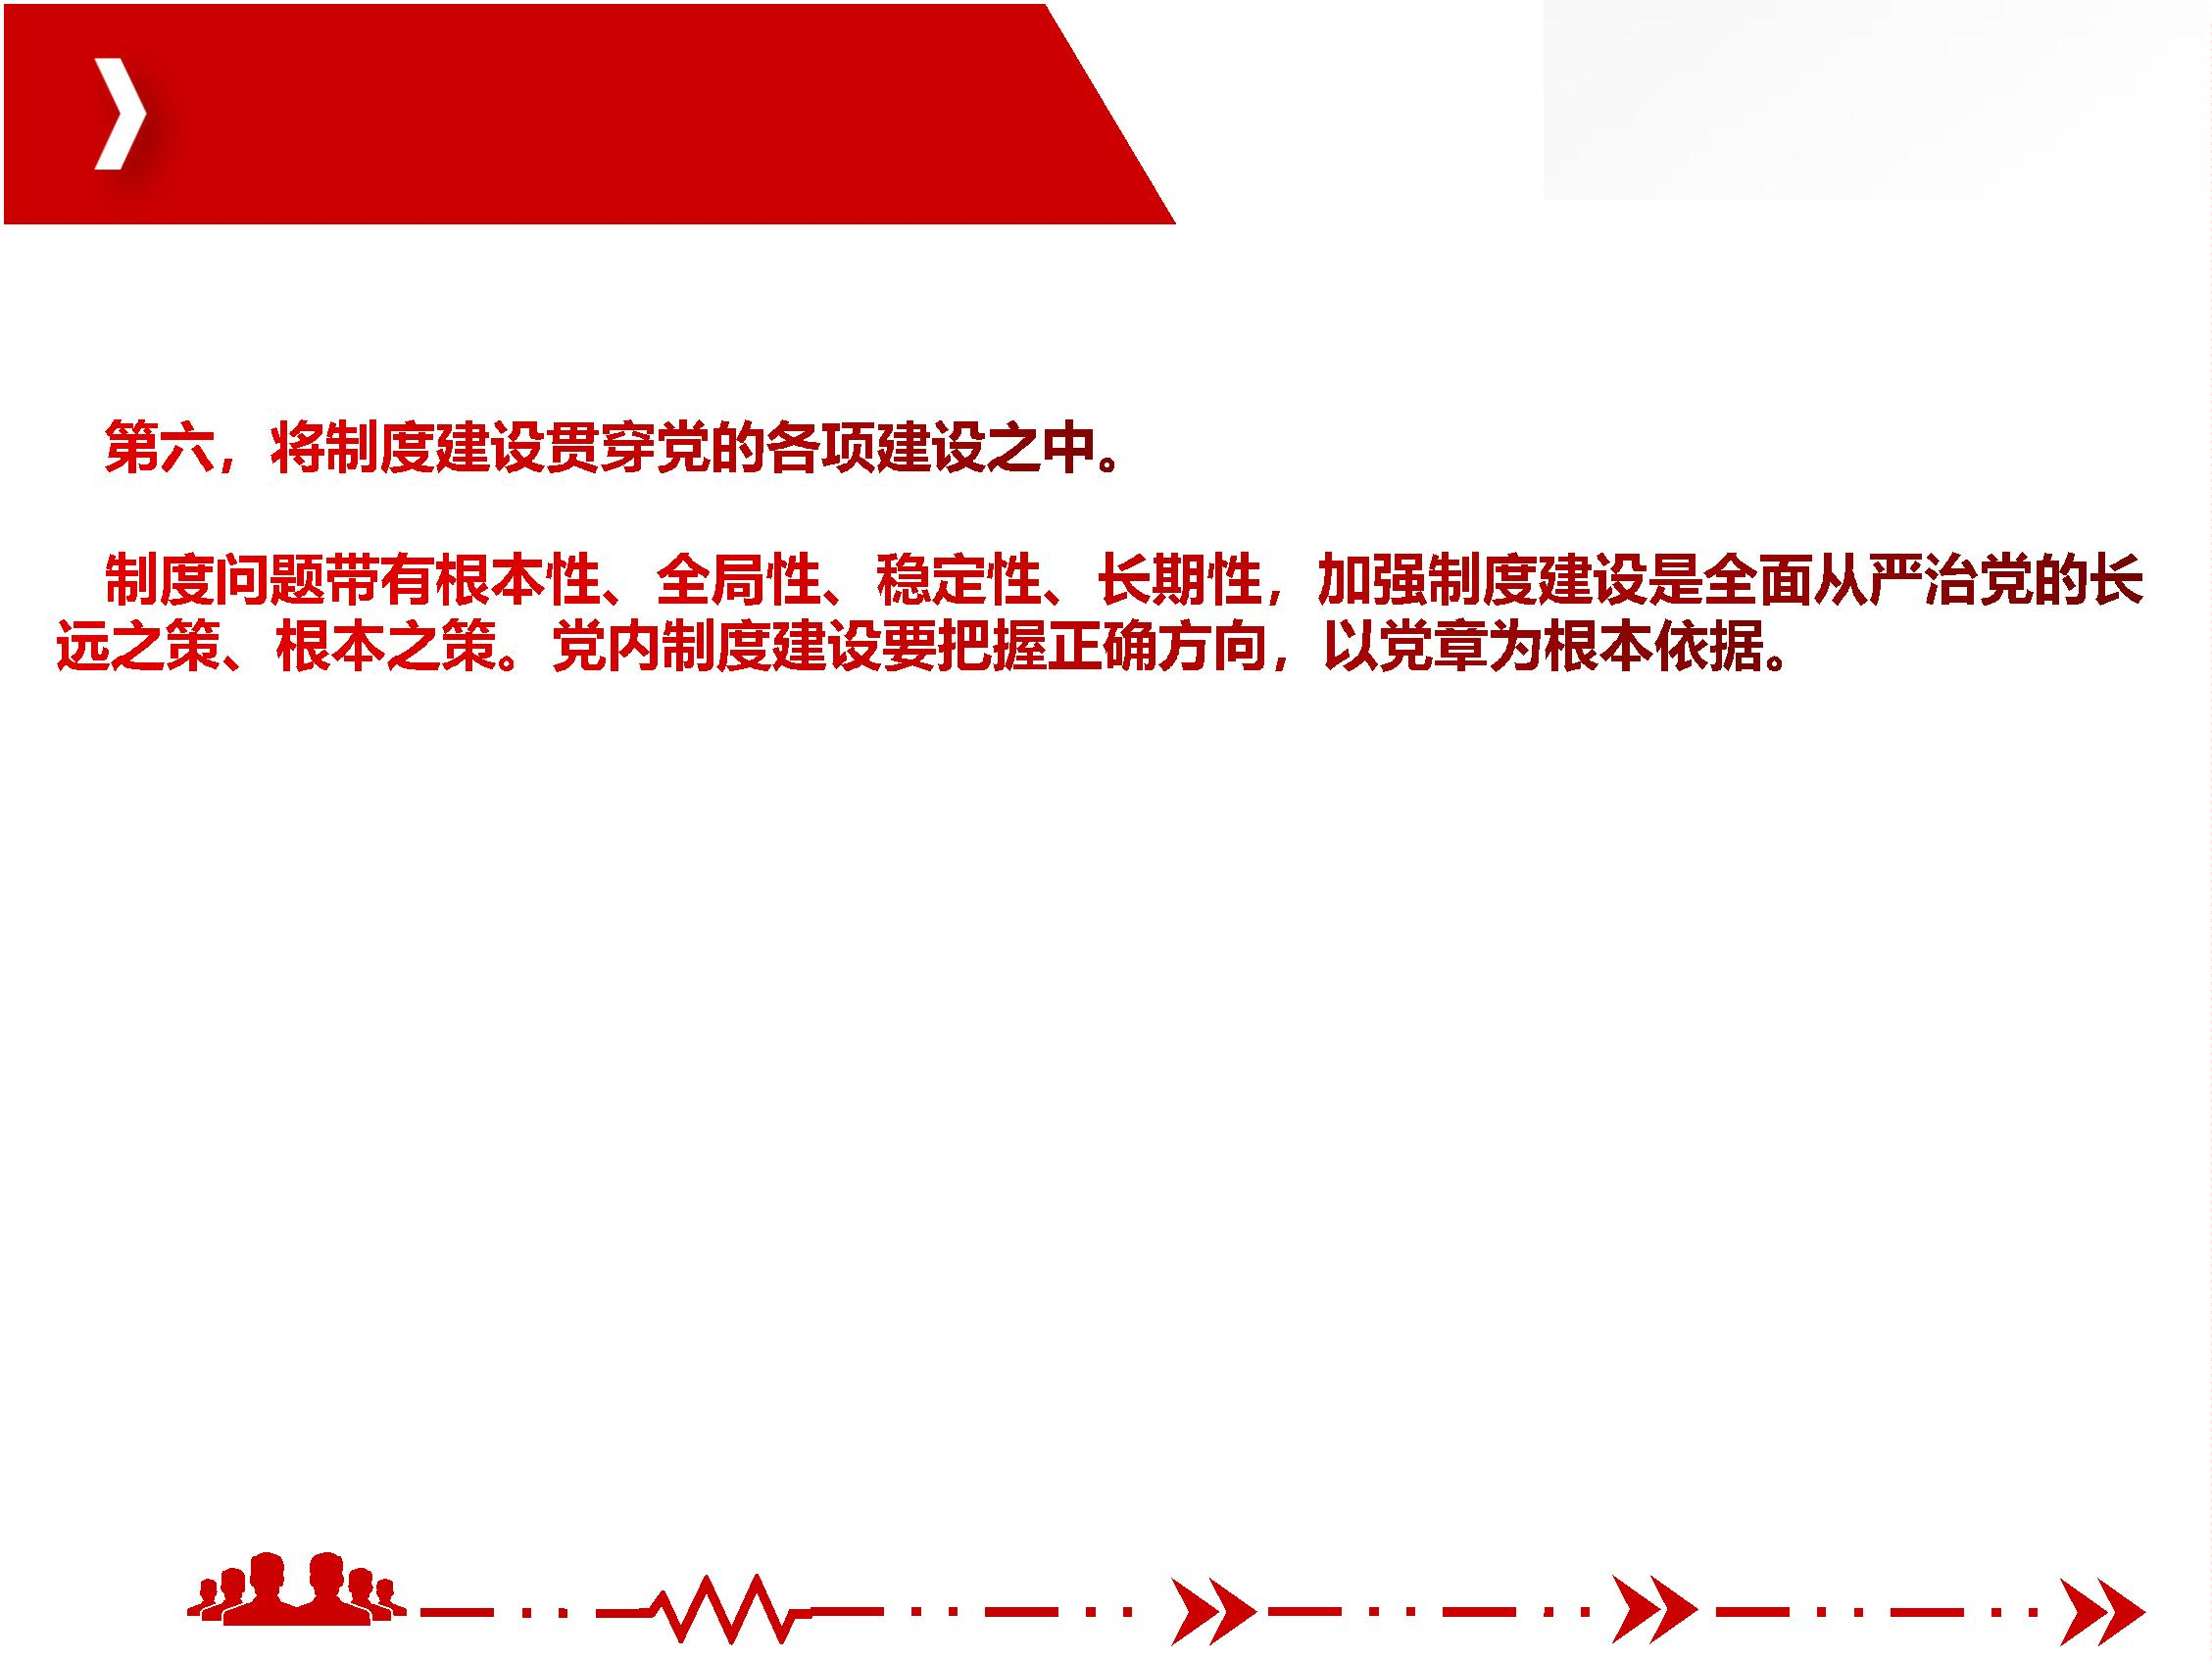 第六，将制度建设贯穿党的各项建设之中。
制度问题带有根本性、全局性、稳定性、长期性，加强制度建设是全面从严治党的长
远之策、根本之策。党内制度建设要把握正确方向，以党章为根本依据。